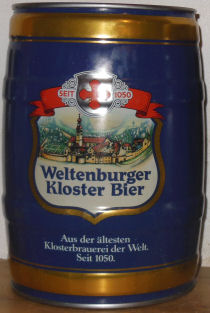 SEIT 1050
Weltenburger
Kloster Bier
Aus der ältesten
Klosterbrauerei der Welt.
Seit 1050.